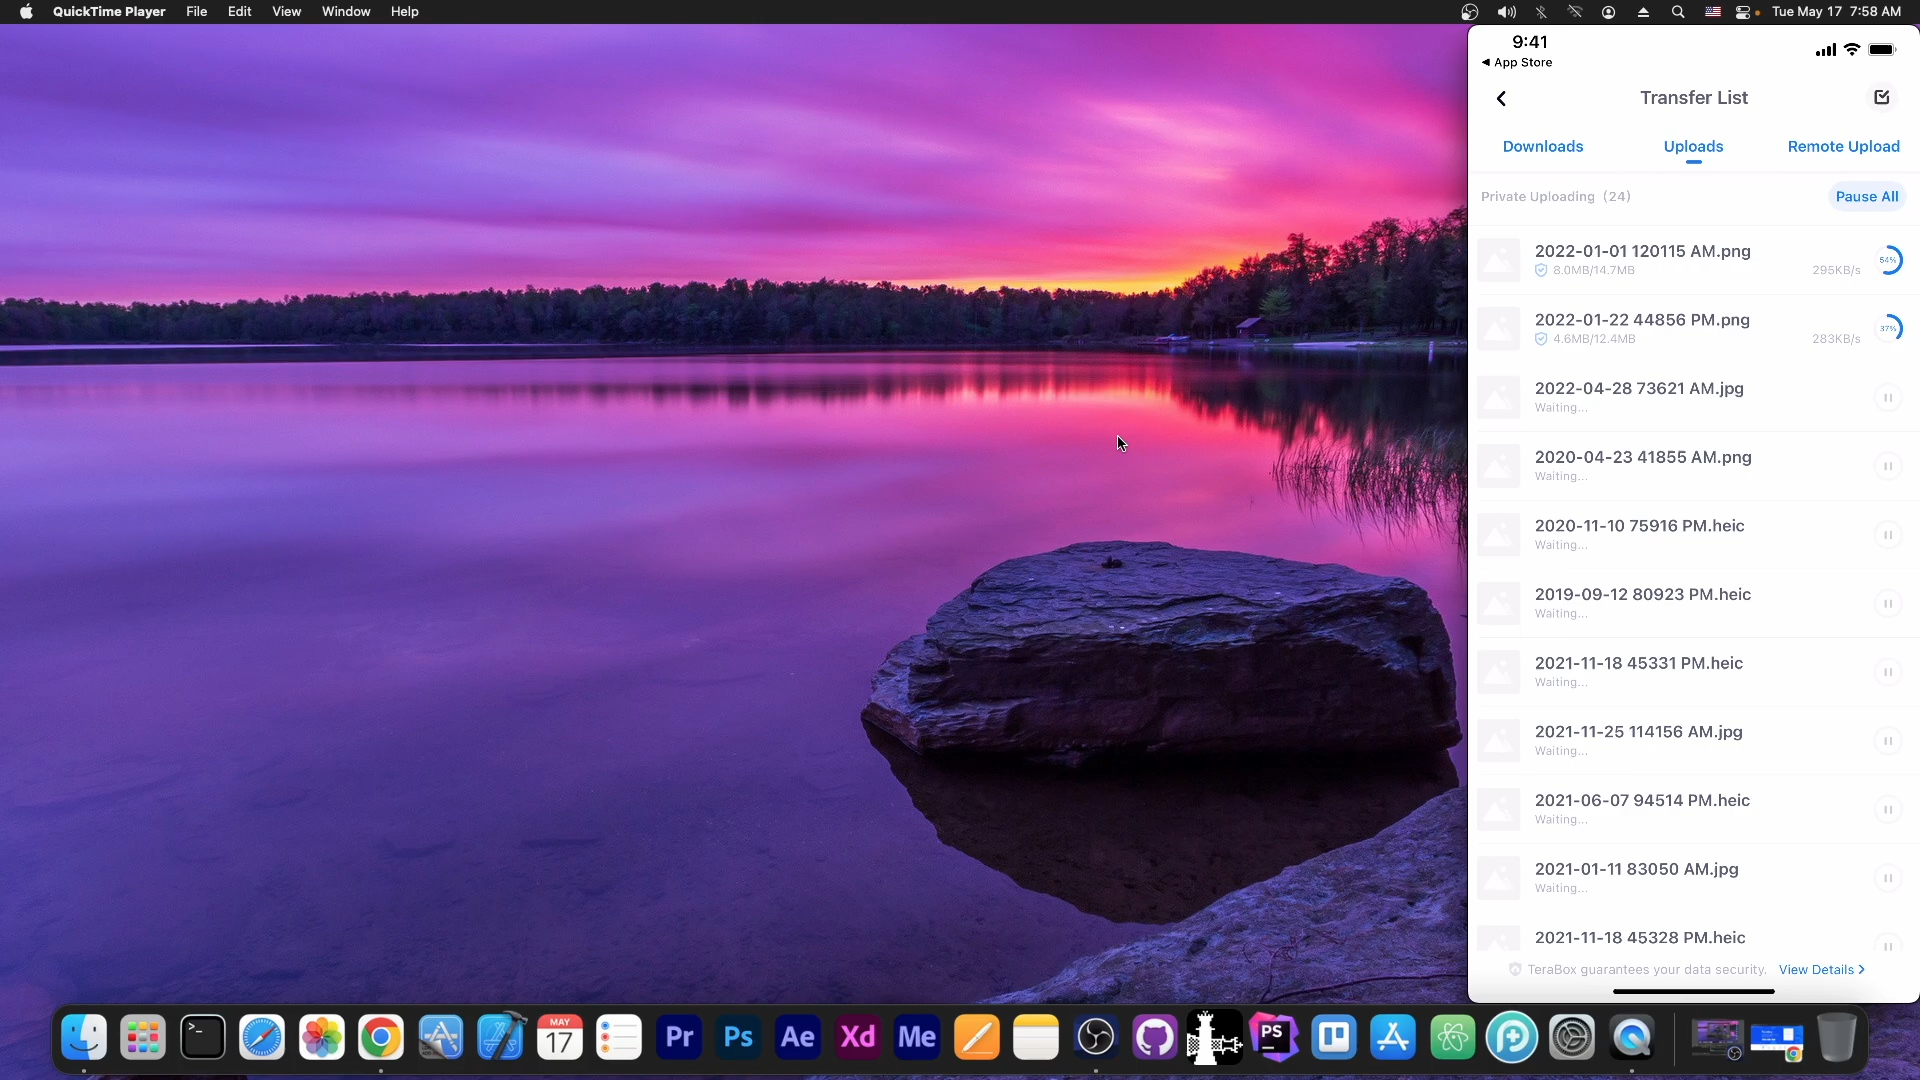 QuickTime Player File Edit View Window Help Tue May 17 7:58 AM
9:41
App Store
Transfer List
Downloads Uploads Remote Upload
Private Uploading (24) Pause All
2022-01-01 120115 AM.png
8.0MB/14.7MB 295KB/s 54%
2022-01-22 44856 PM.png
4.6MB/12.4MB 283KB/s 37%
2022-04-28 73621 AM.jpg
Waiting...
2020-04-23 41855 AM.png
Waiting...
2020-11-10 75916 PM.heic
Waiting...
2019-09-12 80923 PM.heic
Waiting...
2021-11-18 45331 PM.heic
Waiting...
2021-11-25 114156 AM.jpg
Waiting...
2021-06-07 94514 PM.heic
Waiting...
2021-01-11 83050 AM.jpg
Waiting...
2021-11-18 45328 PM.heic
TeraBox guarantees your data security. View Details
MAY
17
Pr Ps Ae Xd Me PS